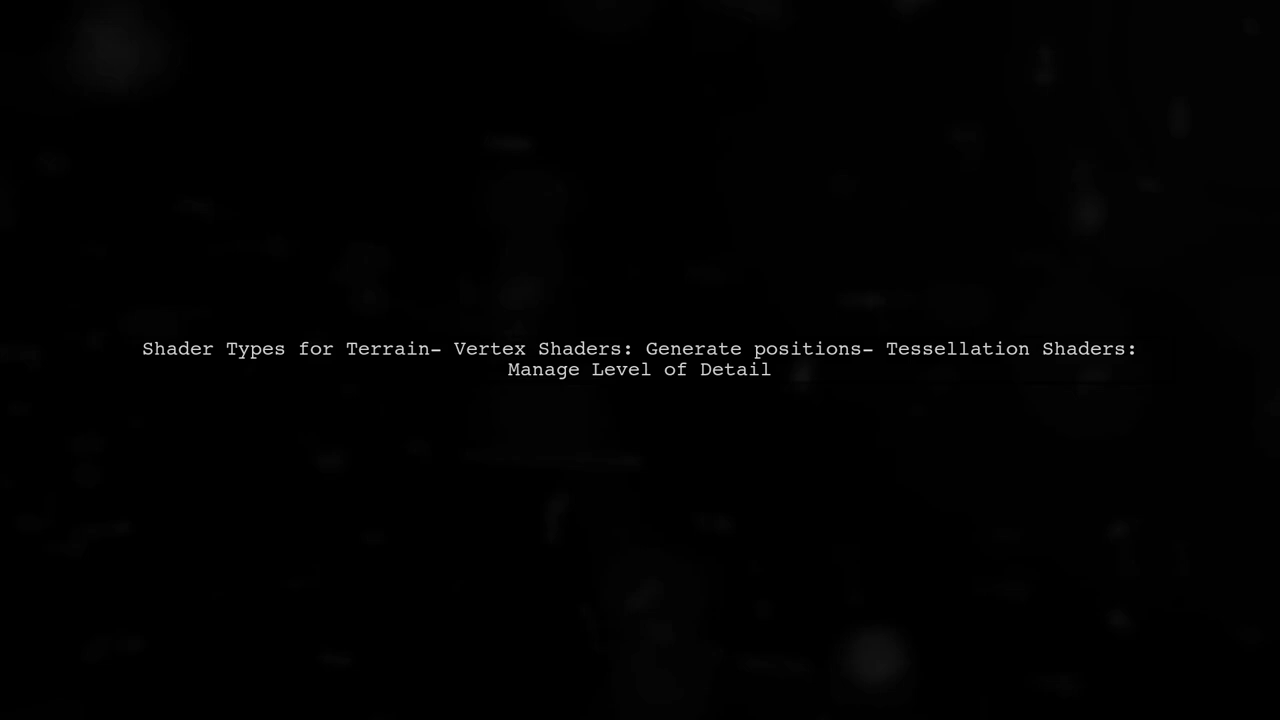 Shader Types for Terrain– Vertex Shaders: Generate positions– Tessellation Shaders:
Manage Level of Detail